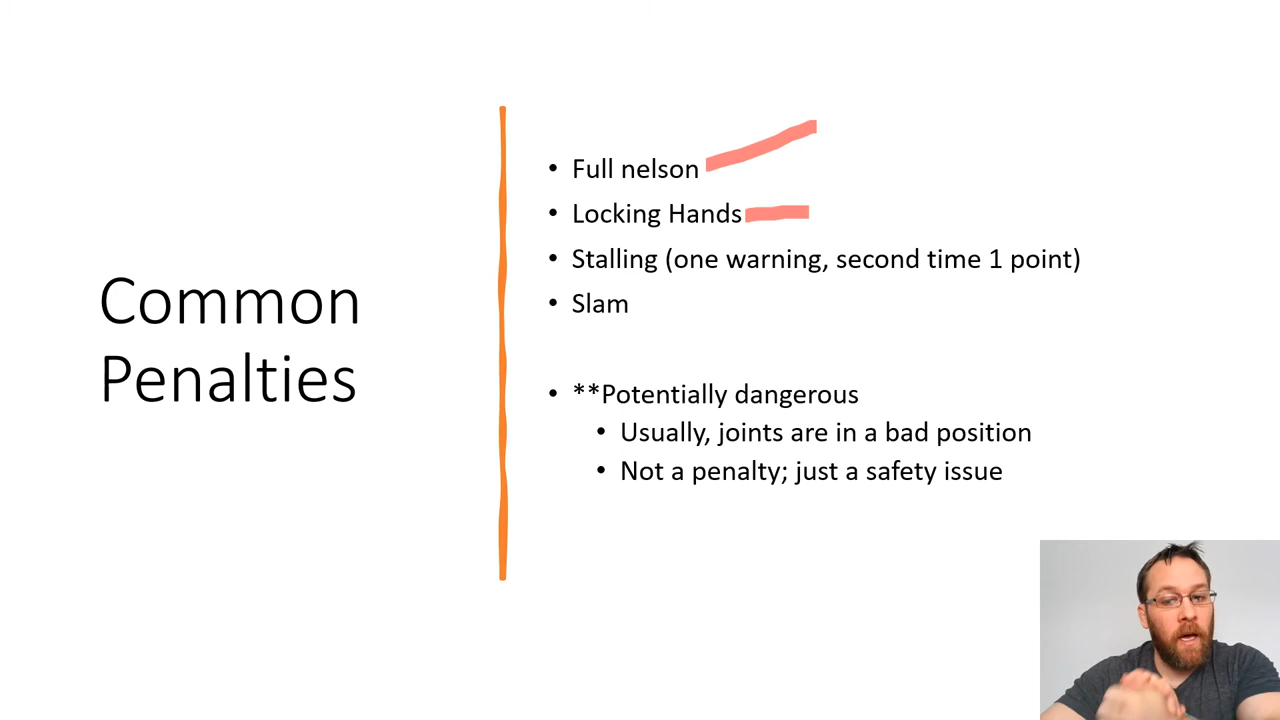 Common
Penalties
• Full nelson
• Locking Hands
• Stalling (one warning, second time 1 point)
• Slam
• **Potentially dangerous
• Usually, joints are in a bad position
• Not a penalty; just a safety issue